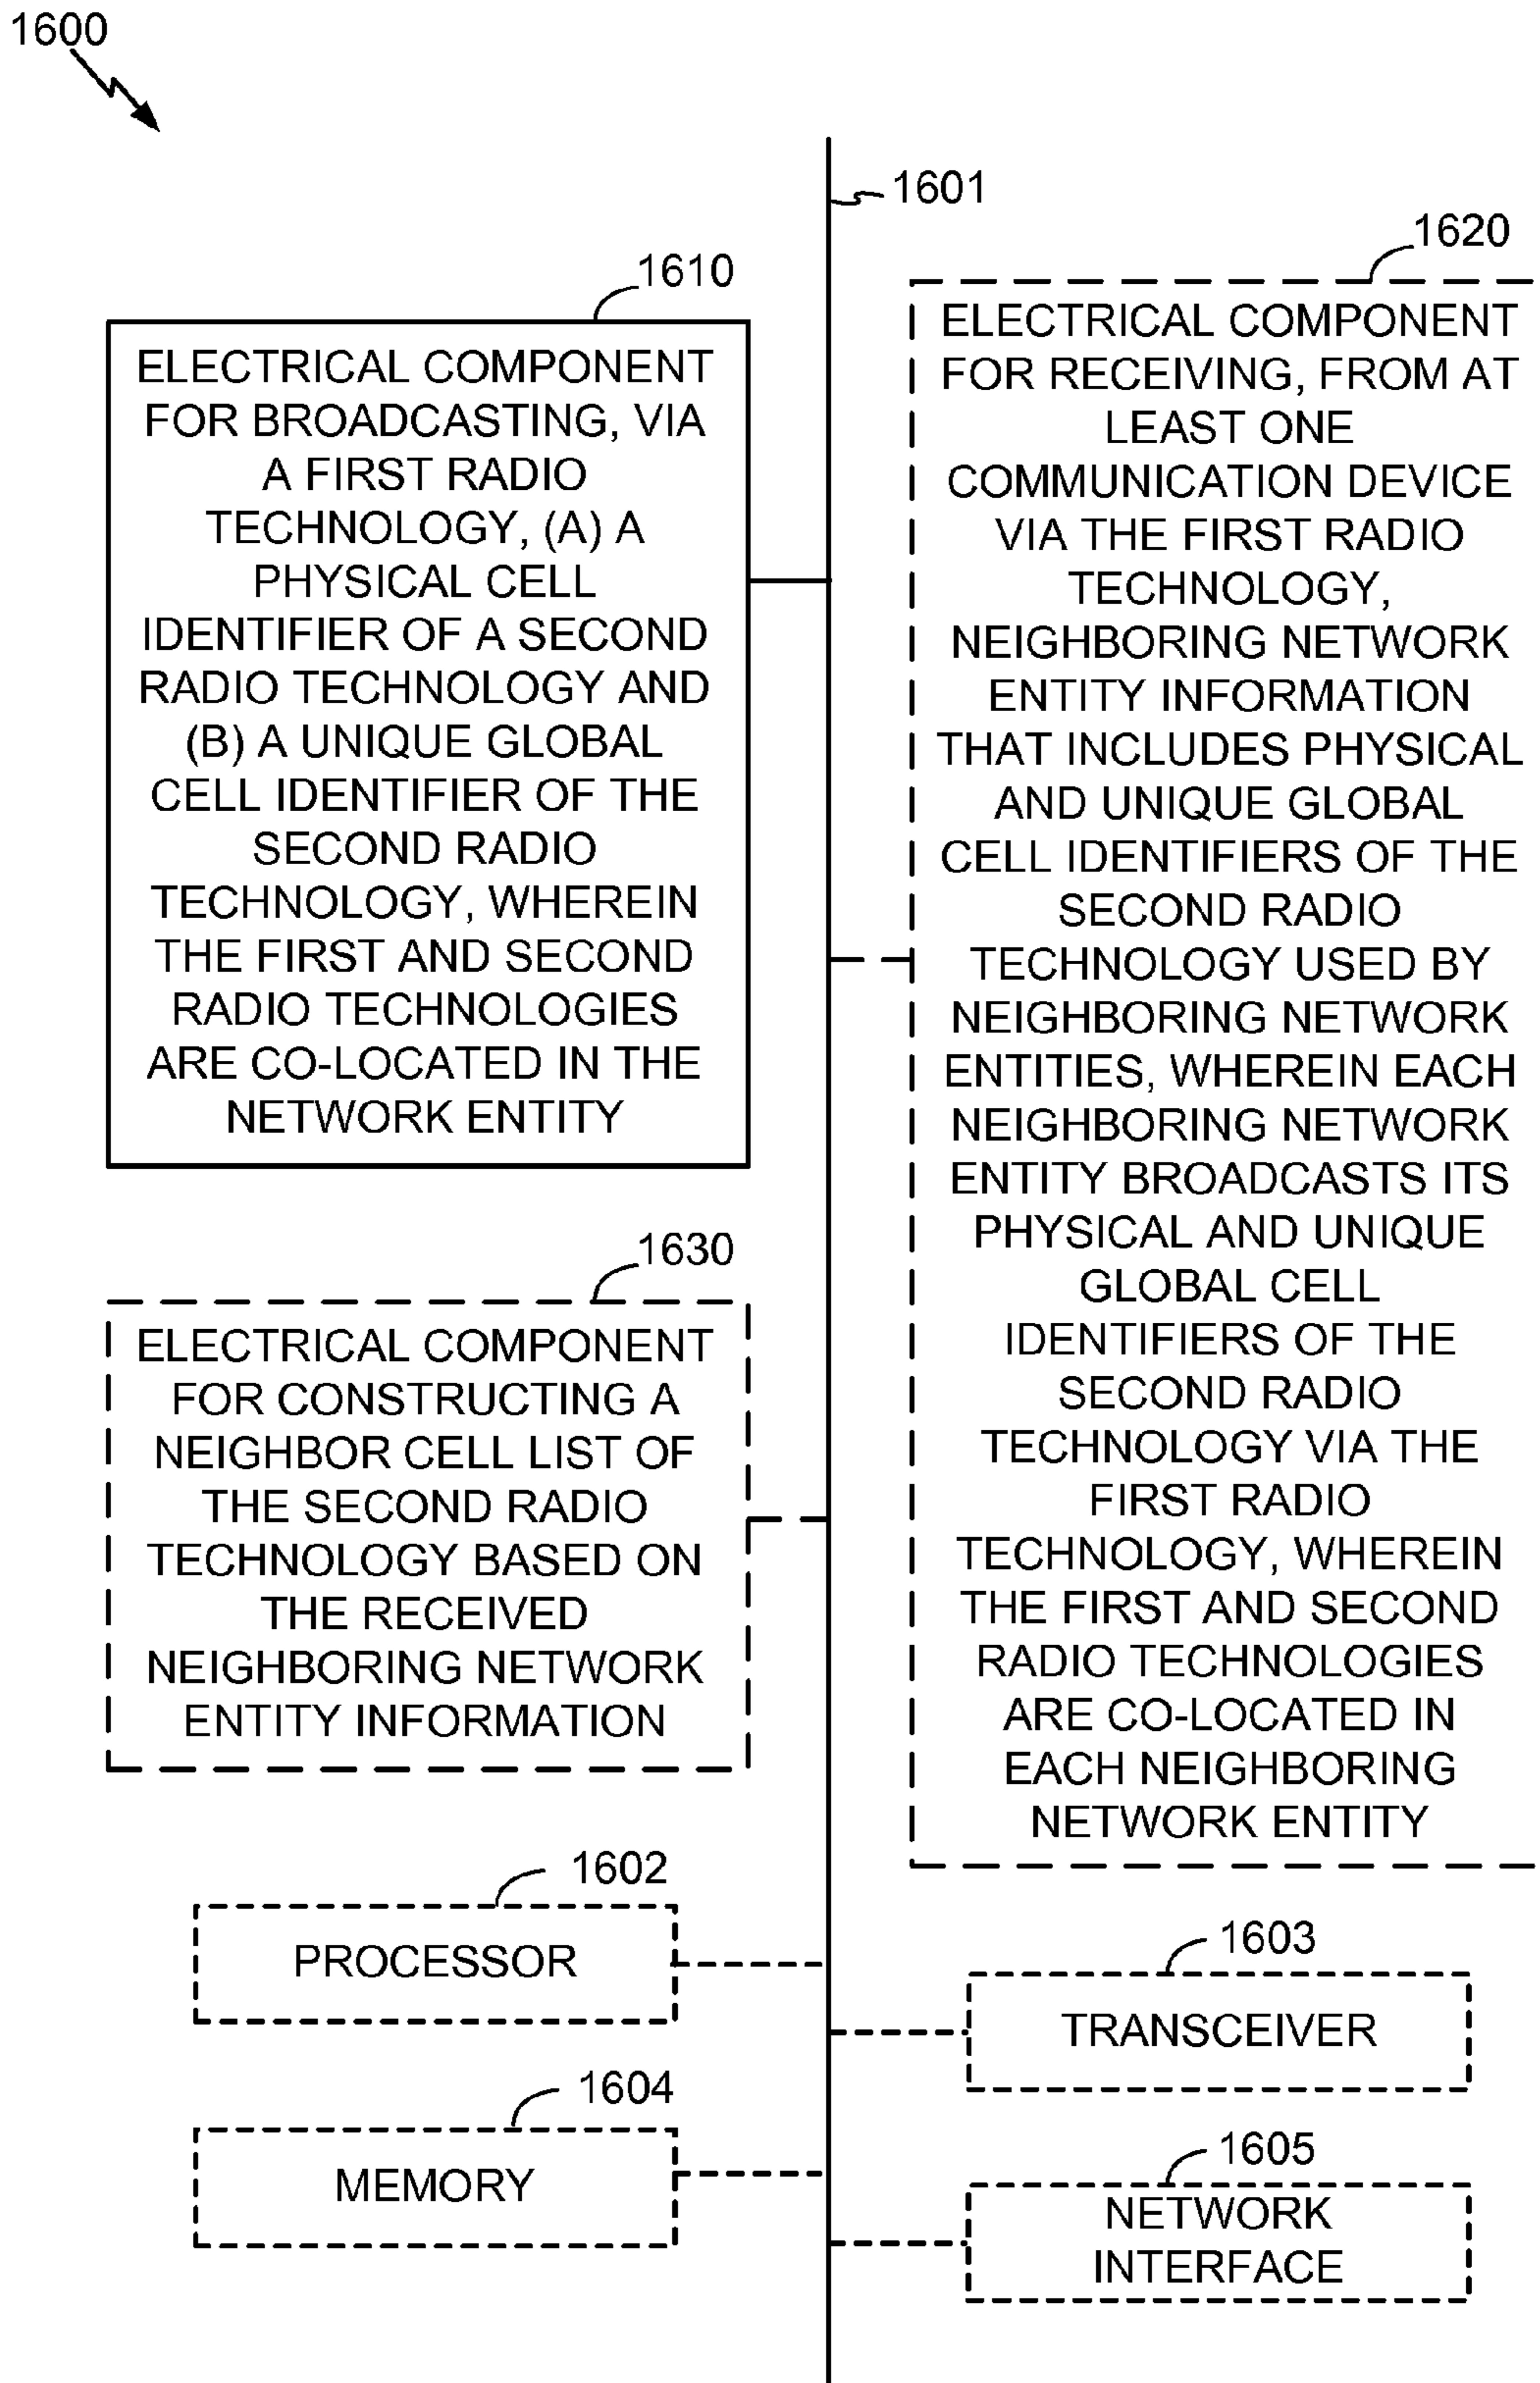 1600
1601
1610
ELECTRICAL COMPONENT
FOR BROADCASTING, VIA
A FIRST RADIO
TECHNOLOGY, (A) A
PHYSICAL CELL
IDENTIFIER OF A SECOND
RADIO TECHNOLOGY AND
(B) A UNIQUE GLOBAL
CELL IDENTIFIER OF THE
SECOND RADIO
TECHNOLOGY, WHEREIN
THE FIRST AND SECOND
RADIO TECHNOLOGIES
ARE CO-LOCATED IN THE
NETWORK ENTITY
1620
ELECTRICAL COMPONENT
FOR RECEIVING, FROM AT
LEAST ONE
COMMUNICATION DEVICE
VIA THE FIRST RADIO
TECHNOLOGY,
NEIGHBORING NETWORK
ENTITY INFORMATION
THAT INCLUDES PHYSICAL
AND UNIQUE GLOBAL
CELL IDENTIFIERS OF THE
SECOND RADIO
TECHNOLOGY USED BY
NEIGHBORING NETWORK
ENTITIES, WHEREIN EACH
NEIGHBORING NETWORK
ENTITY BROADCASTS ITS
PHYSICAL AND UNIQUE
GLOBAL CELL
IDENTIFIERS OF THE
SECOND RADIO
TECHNOLOGY VIA THE
FIRST RADIO
TECHNOLOGY, WHEREIN
THE FIRST AND SECOND
RADIO TECHNOLOGIES
ARE CO-LOCATED IN
EACH NEIGHBORING
NETWORK ENTITY
1630
ELECTRICAL COMPONENT
FOR CONSTRUCTING A
NEIGHBOR CELL LIST OF
THE SECOND RADIO
TECHNOLOGY BASED ON
THE RECEIVED
NEIGHBORING NETWORK
ENTITY INFORMATION
1602
PROCESSOR
1603
TRANSCEIVER
1604
MEMORY
1605
NETWORK
INTERFACE